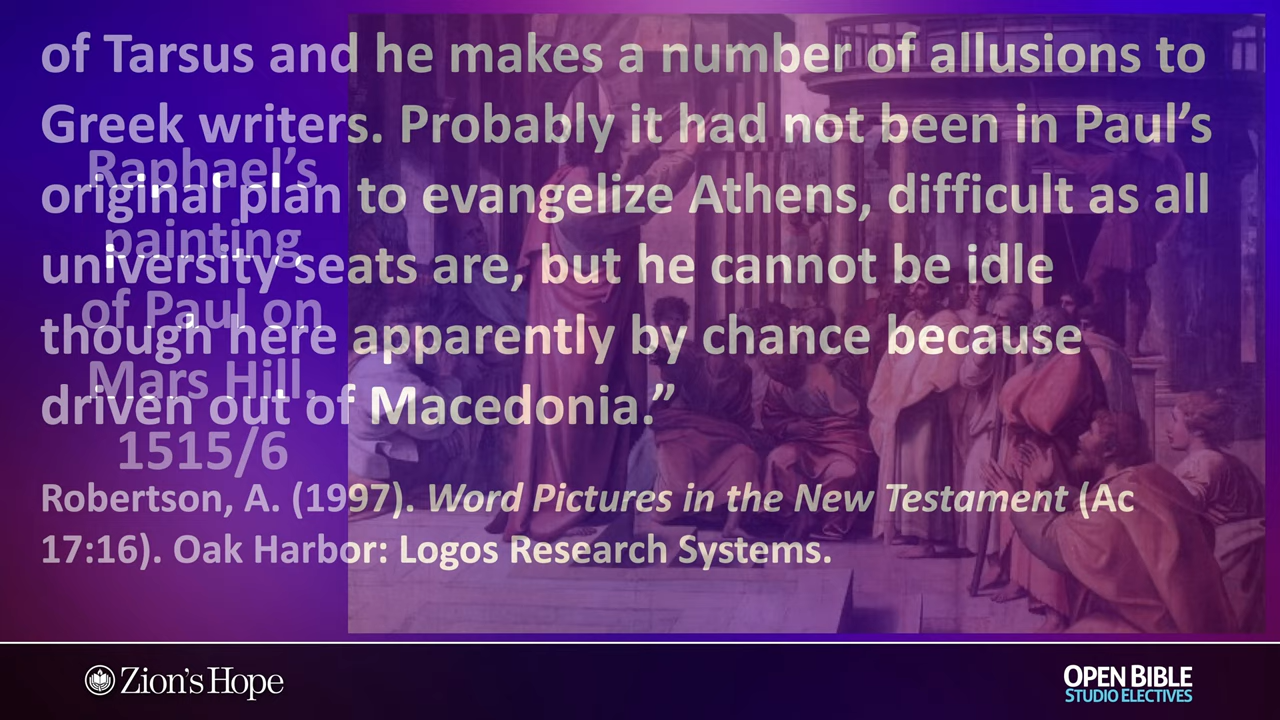 of Tarsus and he makes a number of allusions to
Greek writers. Probably it had not been in Paul’s
original plan to evangelize Athens, difficult as all
university seats are, but he cannot be idle
though here apparently by chance because
driven out of Macedonia.”
Robertson, A. (1997). Word Pictures in the New Testament (Ac
17:16). Oak Harbor: Logos Research Systems.
Raphael’s
painting
of Paul on
Mars Hill.
1515/6
Zion's Hope
OPEN BIBLE
STUDIO ELECTIVES